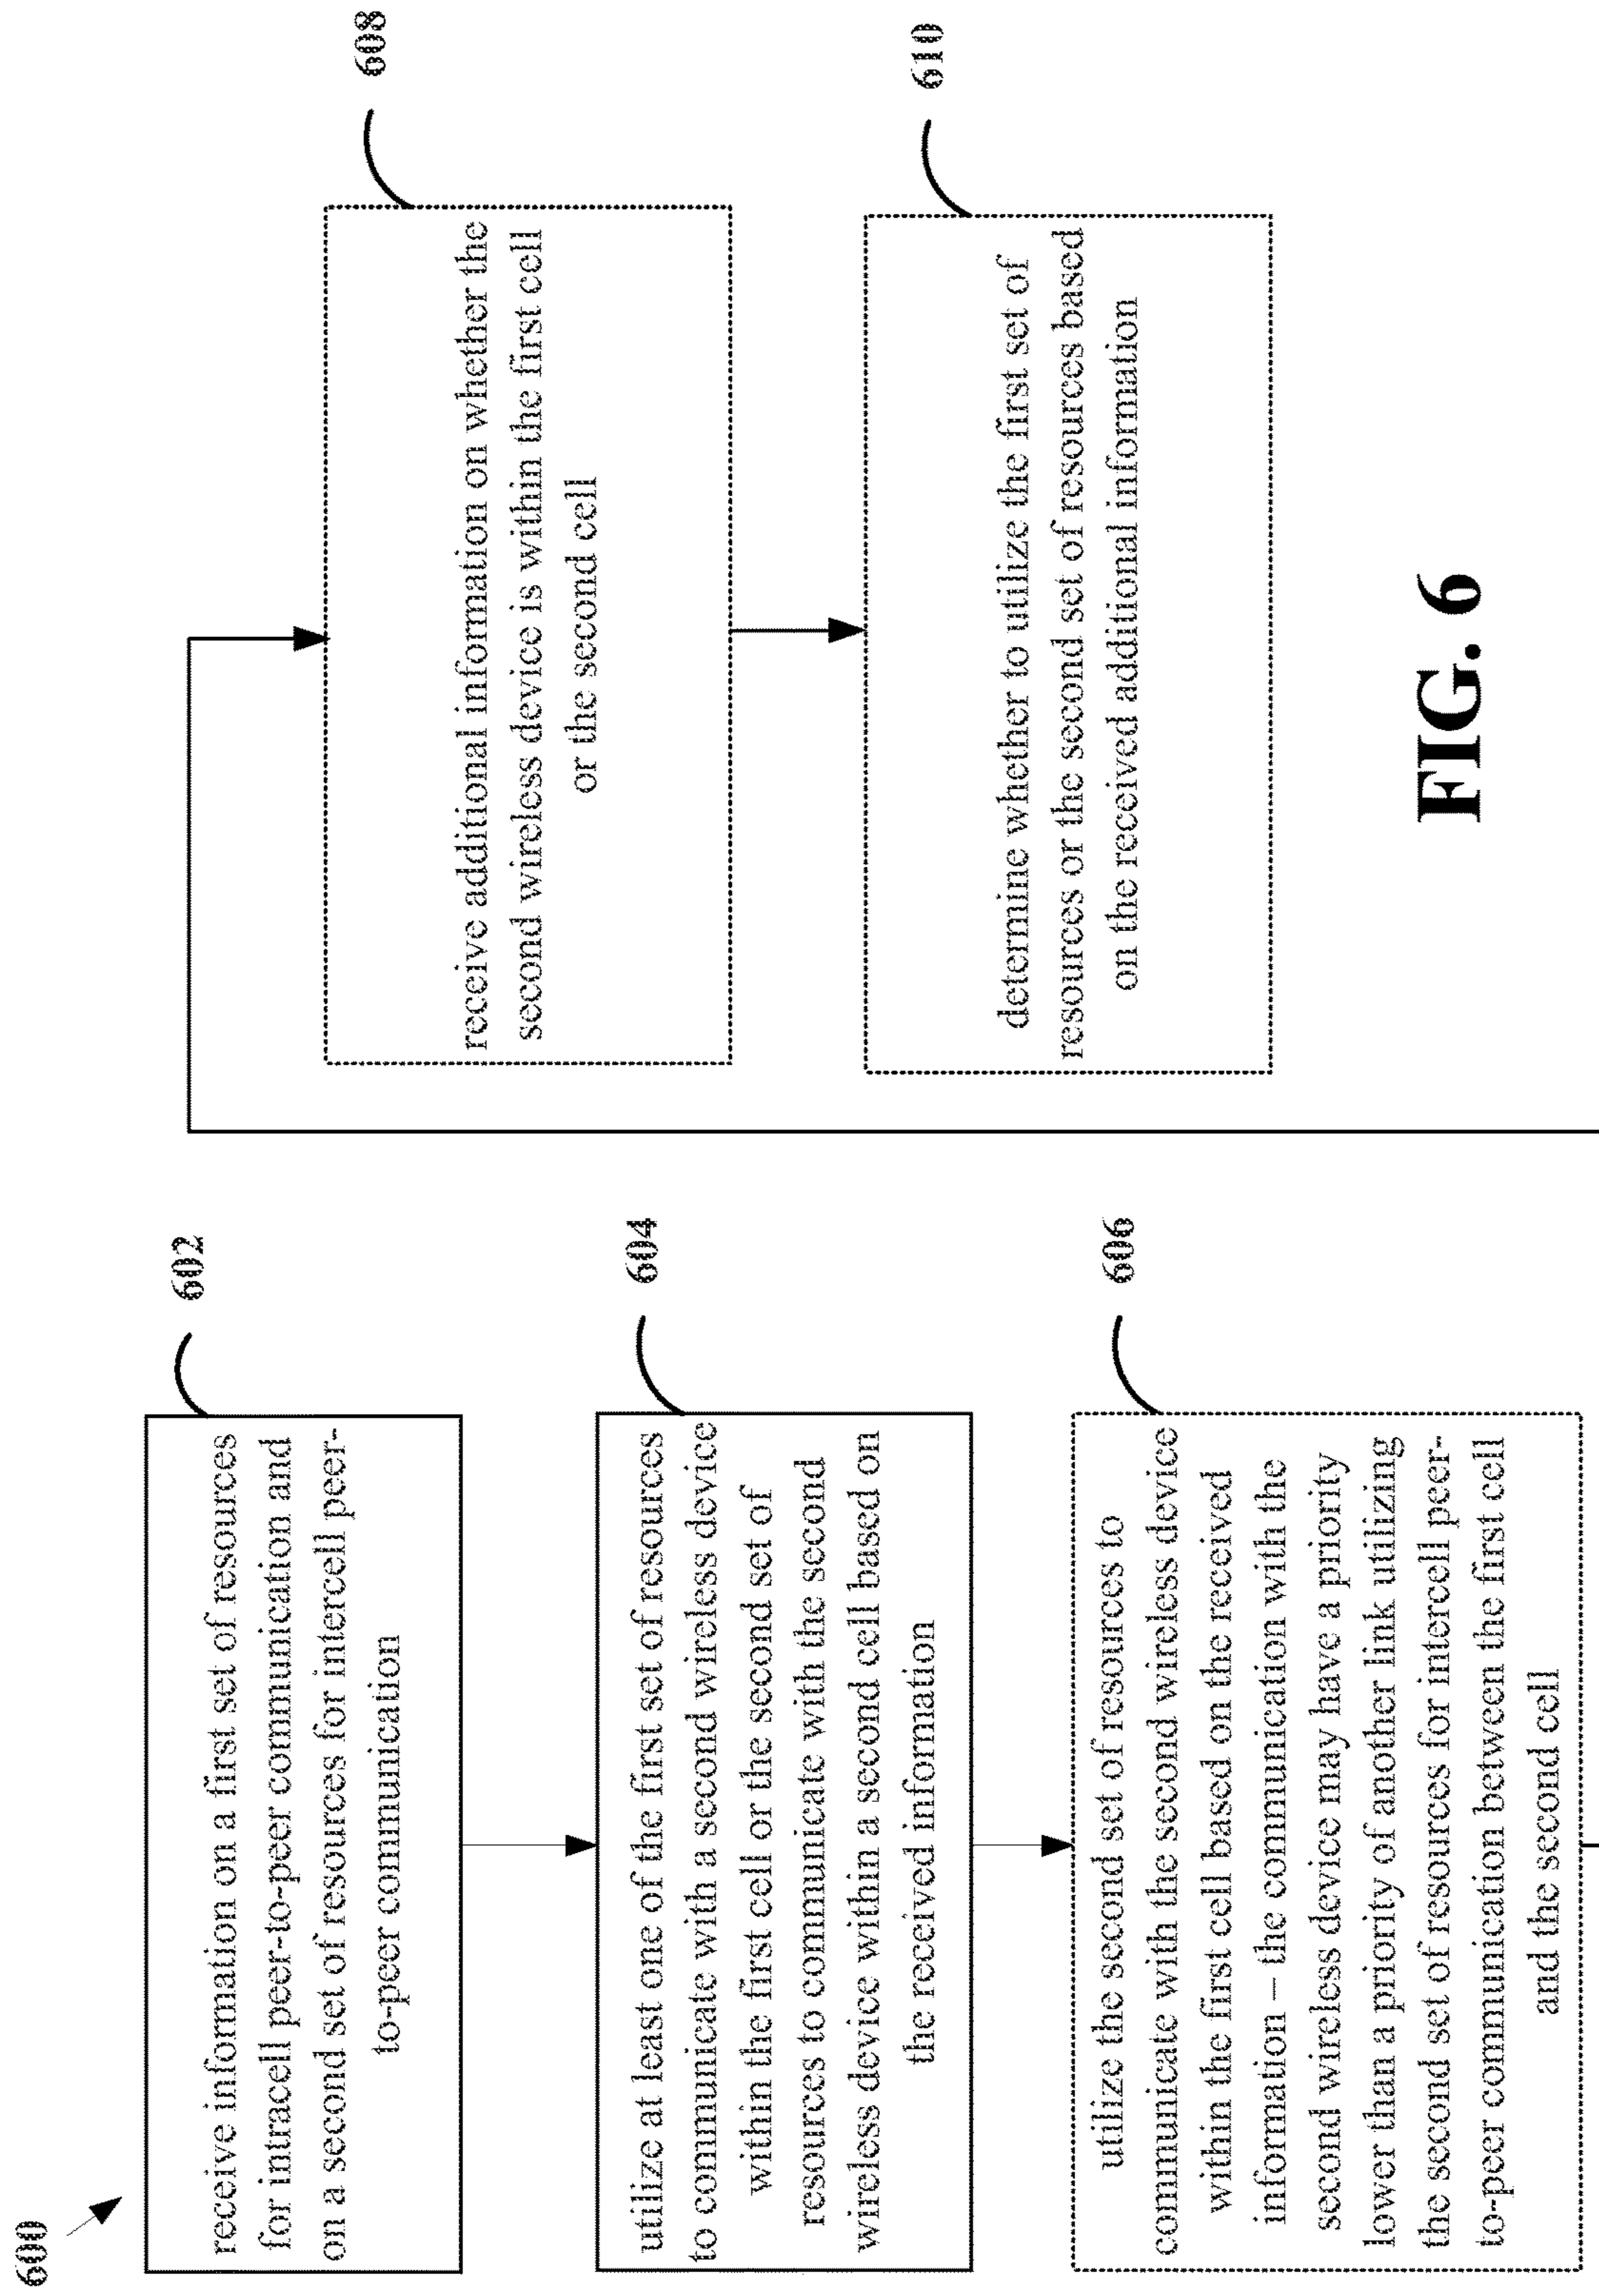 600
602
receive information on a first set of resources
for intracell peer-to-peer communication and
on a second set of resources for intercell peer-
to-peer communication
604
utilize at least one of the first set of resources
to communicate with a second wireless device
within the first cell or the second set of
resources to communicate with the second
wireless device within a second cell based on
the received information
606
utilize the second set of resources to
communicate with the second wireless device
within the first cell based on the received
information – the communication with the
second wireless device may have a priority
lower than a priority of another link utilizing
the second set of resources for intercell peer-
to-peer communication between the first cell
and the second cell
608
receive additional information on whether the
second wireless device is within the first cell
or the second cell
610
determine whether to utilize the first set of
resources or the second set of resources based
on the received additional information
FIG. 6